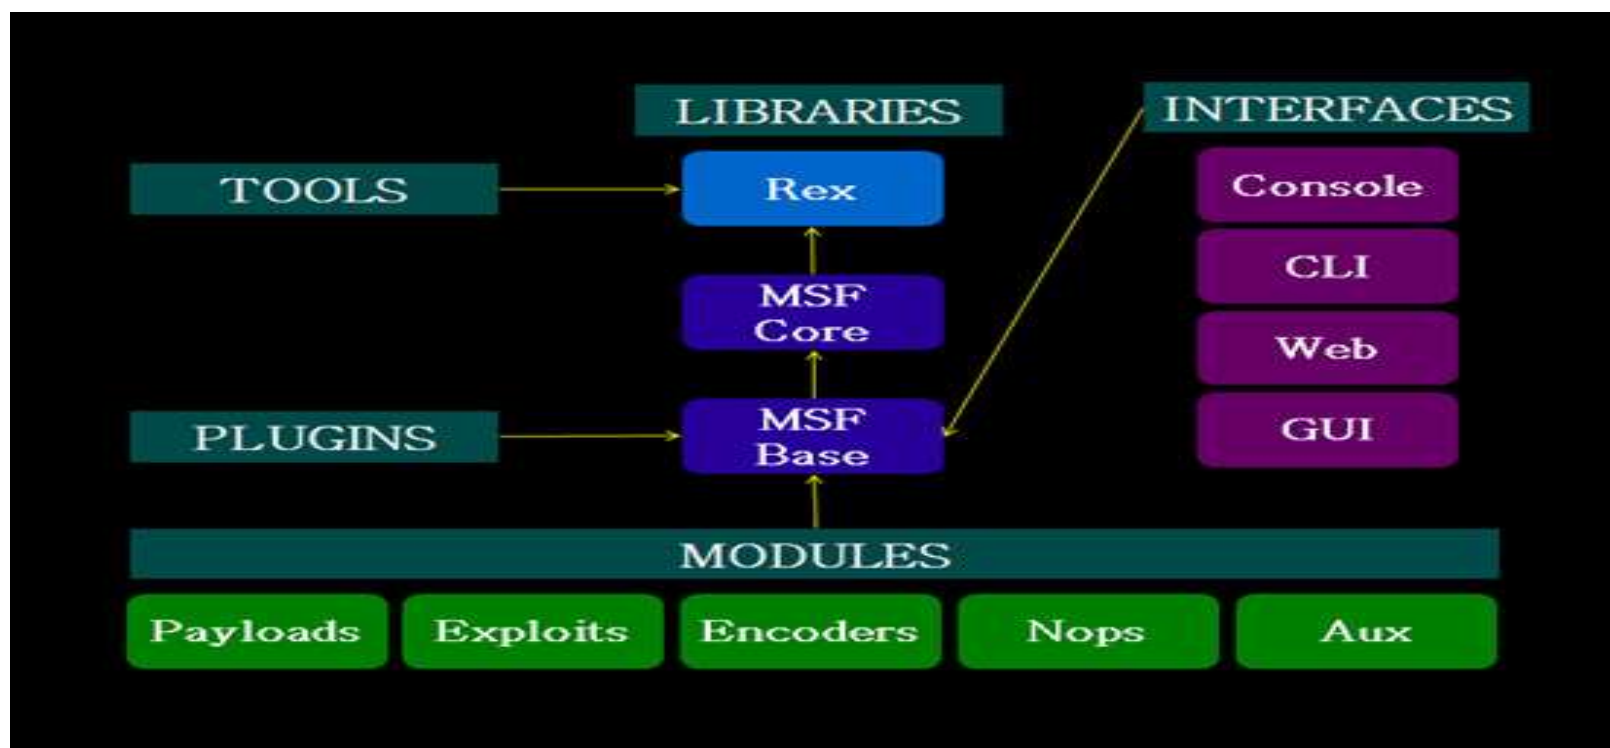 LIBRARIES
INTERFACES
TOOLS
Rex
Console
CLI
MSF
Core
Web
PLUGINS
MSF
Base
GUI
MODULES
Payloads
Exploits
Encoders
Nops
Aux